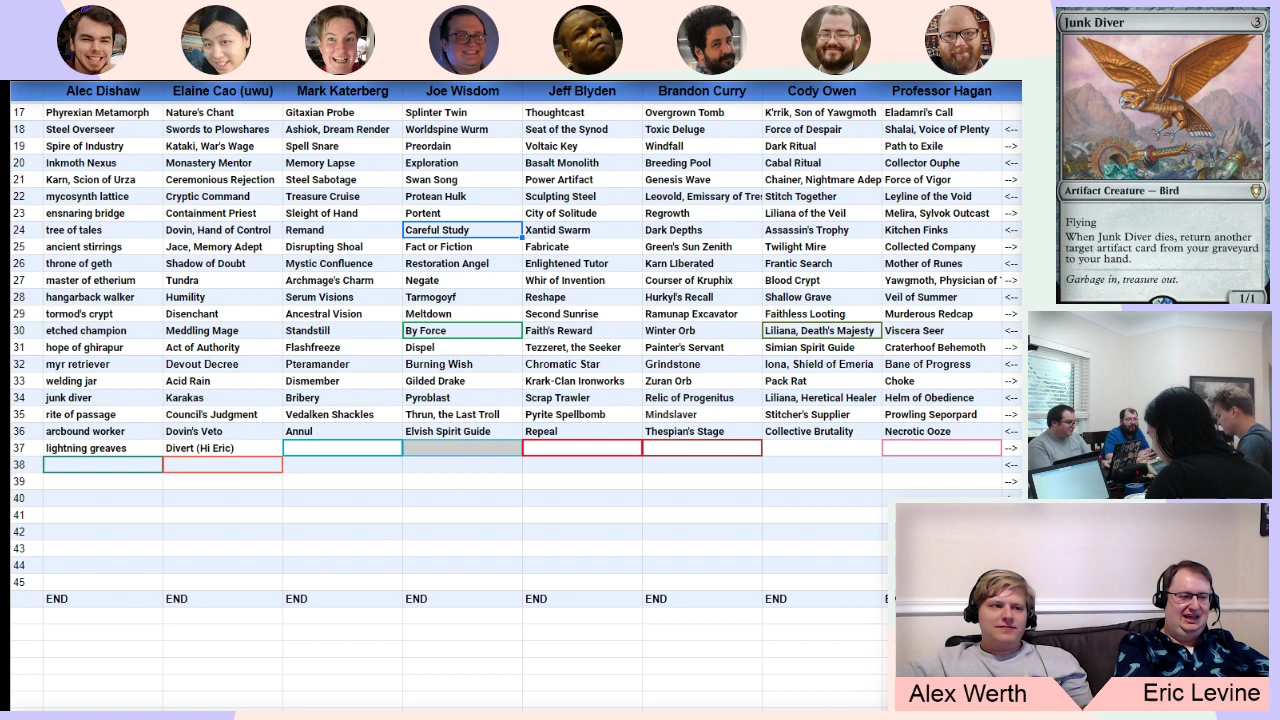 Alec Dishaw Elaine Cao (uwu) Mark Katerberg Joe Wisdom Jeff Blyden Brandon Curry Cody Owen Professor Hagan
17 Phyrexian Metamorph Nature's Chant Gitaxian Probe Splinter Twin Thoughtcast Overgrown Tomb K'rrik, Son of Yawgmoth Eladamri's Call
18 Steel Overseer Swords to Plowshares Ashiok, Dream Render Worldspine Wurm Seat of the Synod Toxic Deluge Force of Despair Shalai, Voice of Plenty <--
19 Spire of Industry Kataki, War's Wage Spell Snare Preordain Voltaic Key Windfall Dark Ritual Path to Exile -->
20 Inkmoth Nexus Monastery Mentor Memory Lapse Exploration Basalt Monolith Breeding Pool Cabal Ritual Collector Ouphe <--
21 Karn, Scion of Urza Ceremonious Rejection Steel Sabotage Swan Song Power Artifact Genesis Wave Chainer, Nightmare Adep Force of Vigor -->
22 mycosynth lattice Cryptic Command Treasure Cruise Protean Hulk Sculpting Steel Leovold, Emissary of Tres Stitch Together Leyline of the Void <--
23 ensnaring bridge Containment Priest Sleight of Hand Portent City of Solitude Regrowth Liliana of the Veil Melira, Sylvok Outcast -->
24 tree of tales Dovin, Hand of Control Remand Careful Study Xantid Swarm Dark Depths Assassin's Trophy Kitchen Finks <--
25 ancient stirrings Jace, Memory Adept Disrupting Shoal Fact or Fiction Fabricate Green's Sun Zenith Twilight Mire Collected Company -->
26 throne of geth Shadow of Doubt Mystic Confluence Restoration Angel Enlightened Tutor Karn LIberated Frantic Search Mother of Runes <--
27 master of etherium Tundra Archmage's Charm Negate Whir of Invention Courser of Kruphix Blood Crypt Yawgmoth, Physician of -->
28 hangarback walker Humility Serum Visions Tarmogoyf Reshape Hurkyl's Recall Shallow Grave Veil of Summer <--
29 tormod's crypt Disenchant Ancestral Vision Meltdown Second Sunrise Ramunap Excavator Faithless Looting Murderous Redcap -->
30 etched champion Meddling Mage Standstill By Force Faith's Reward Winter Orb Liliana, Death's Majesty Viscera Seer <--
31 hope of ghirapur Act of Authority Flashfreeze Dispel Tezzeret, the Seeker Painter's Servant Simian Spirit Guide Craterhoof Behemoth -->
32 myr retriever Devout Decree Pteramander Burning Wish Chromatic Star Grindstone Iona, Shield of Emeria Bane of Progress <--
33 welding jar Acid Rain Dismember Gilded Drake Krark-Clan Ironworks Zuran Orb Pack Rat Choke -->
34 junk diver Karakas Bribery Pyroblast Scrap Trawler Relic of Progenitus Liliana, Heretical Healer Helm of Obedience <--
35 rite of passage Council's Judgment Vedalken Shackles Thrun, the Last Troll Pyrite Spellbomb Mindslaver Stitcher's Supplier Prowling Serpopard -->
36 arcbound worker Dovin's Veto Annul Elvish Spirit Guide Repeal Thespian's Stage Collective Brutality Necrotic Ooze <--
37 lightning greaves Divert (Hi Eric) -->
38 <--
39 -->
40
41
42
43
44
45
END END END END END END END
Junk Diver 3
Artifact Creature — Bird
Flying
When Junk Diver dies, return another
target artifact card from your graveyard
to your hand.
Garbage in, treasure out.
1/1
Alex Werth Eric Levine